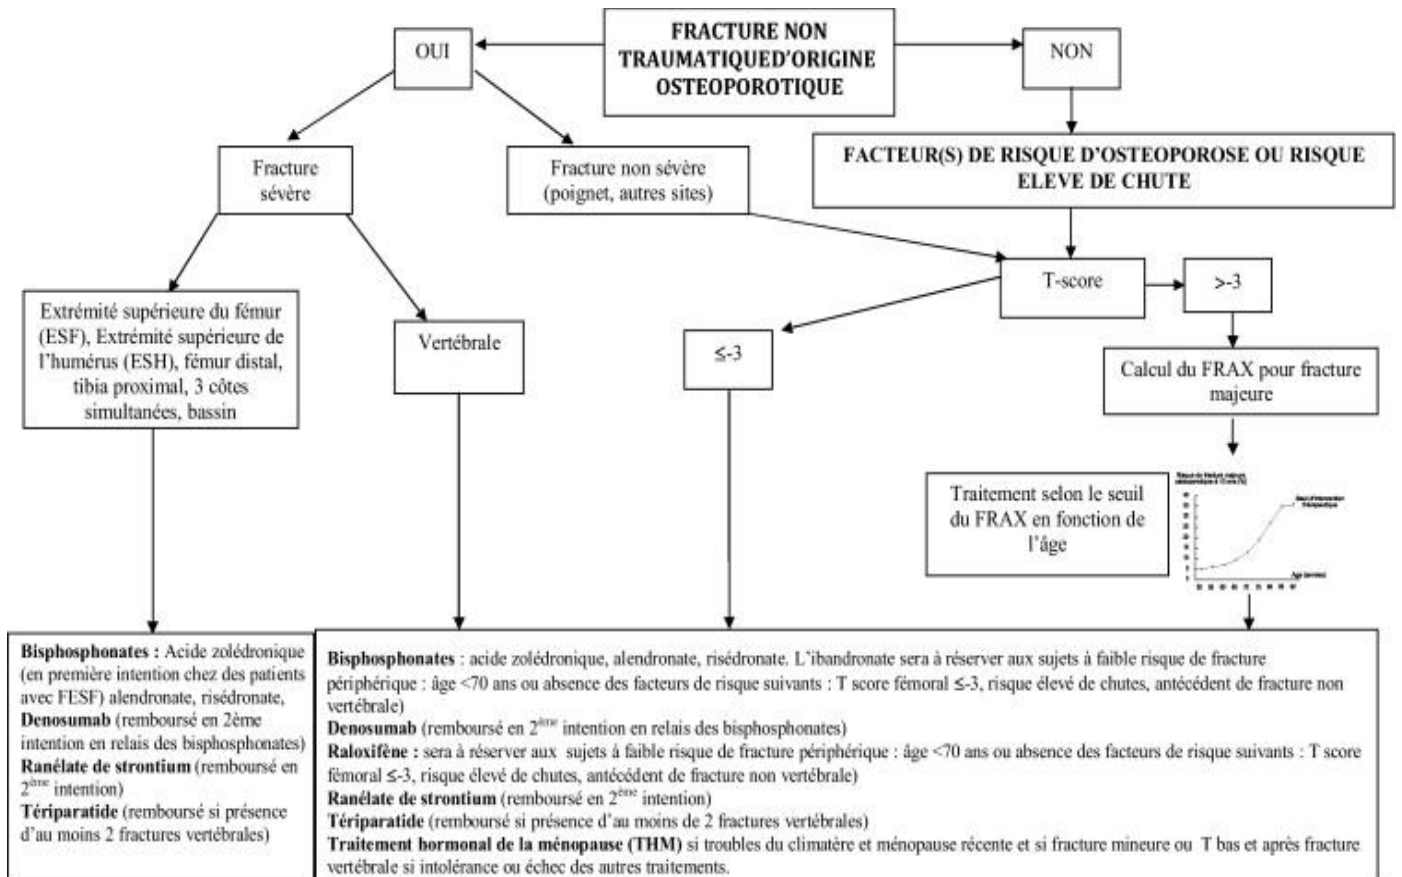 FRACTURE NON
TRAUMATIQUED'ORIGINE
OSTEOPOROTIQUE
OUI
NON
Fracture
sévère
Fracture non sévère
(poignet, autres sites)
FACTEUR(S) DE RISQUE D'OSTEOPOROSE OU RISQUE
ELEVE DE CHUTE
T-score
>-3
≤-3
Extrémité supérieure du fémur
(ESF), Extrémité supérieure de
l'humérus (ESH), fémur distal,
tibia proximal, 3 côtes
simultanées, bassin
Vertébrale
Calcul du FRAX pour fracture
majeure
Traitement selon le seuil
du FRAX en fonction de
l'âge
Age (années)
Bisphosphonates : Acide zolédronique
(en première intention chez des patients
avec FESF) alendronate, risédronate,
Denosumab (remboursé en 2ème
intention en relais des bisphosphonates)
Ranélate de strontium (remboursé en
2ème intention)
Tériparatide (remboursé si présence
d'au moins 2 fractures vertébrales)
Bisphosphonates : acide zolédronique, alendronate, risédronate. L'ibandronate sera à réserver aux sujets à faible risque de fracture
périphérique : âge <70 ans ou absence des facteurs de risque suivants : T score fémoral ≤-3, risque élevé de chutes, antécédent de fracture non
vertébrale)
Denosumab (remboursé en 2ème intention en relais des bisphosphonates)
Raloxifène : sera à réserver aux sujets à faible risque de fracture périphérique : âge <70 ans ou absence des facteurs de risque suivants : T score
fémoral ≤-3, risque élevé de chutes, antécédent de fracture non vertébrale)
Ranélate de strontium (remboursé en 2ème intention)
Tériparatide (remboursé si présence d'au moins de 2 fractures vertébrales)
Traitement hormonal de la ménopause (THM) si troubles du climatère et ménopause récente et si fracture mineure ou T bas et après fracture
vertébrale si intolérance ou échec des autres traitements.